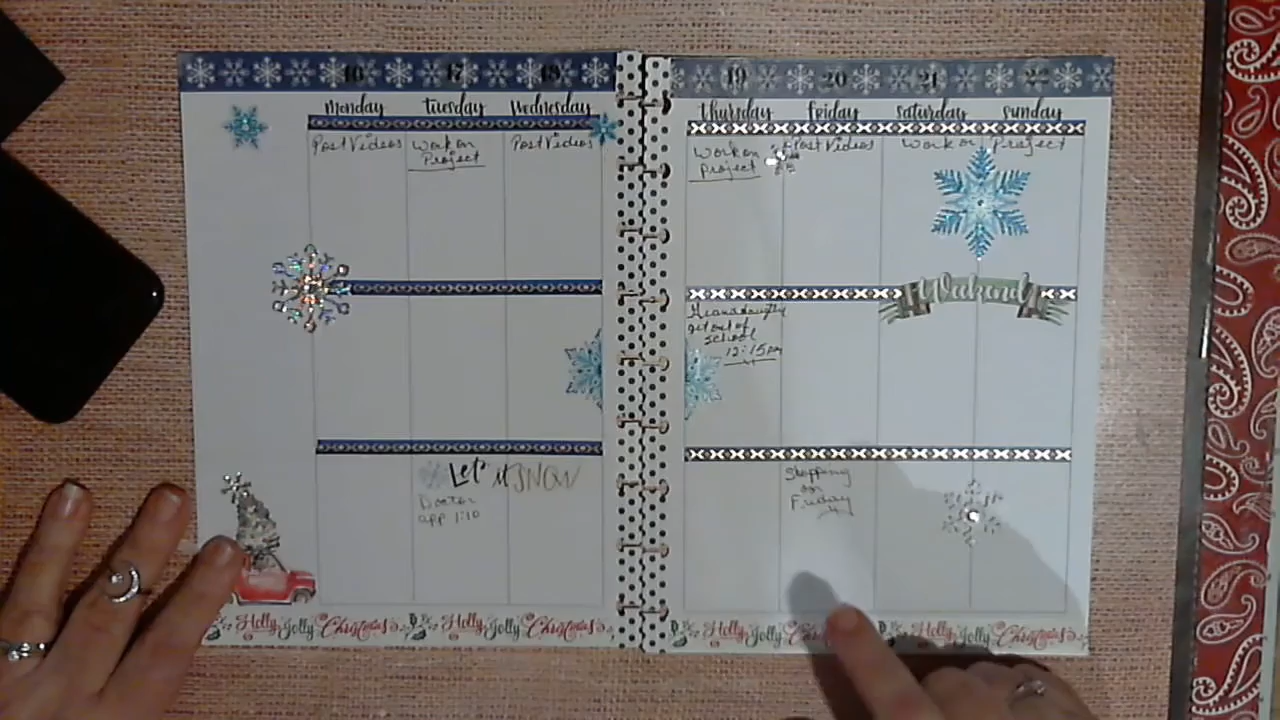 16 17 18 19 20 21 22
monday tuesday Wednesday thursday friday saturday sunday
Post Videos
Work on
Project
Post Videos
Work on
Project
Post Videos
Work on Project
Weekend
Granddaughter
get out of
school
12:15pm
Let's it SNOW
Doctor
app 1:10
Shopping
on
Friday
Holly Jolly Christmas Holly Jolly Christmas
Holly Jolly Christmas Holly Jolly Christmas